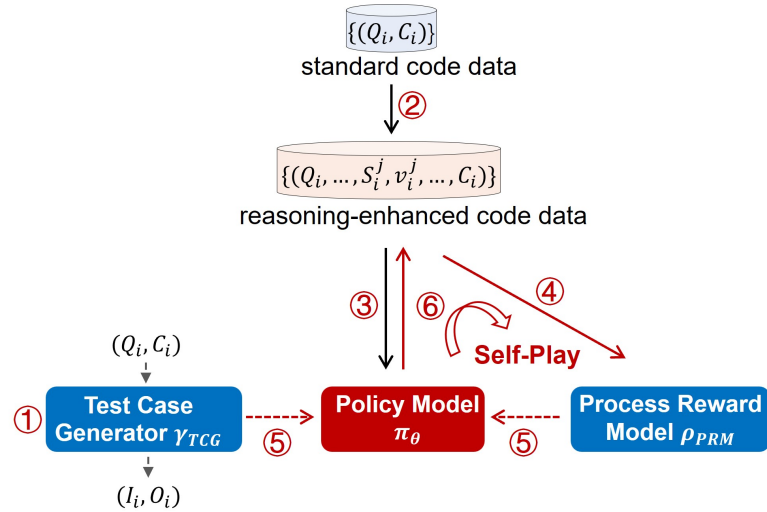 {(Q_i, C_i)}
standard code data
②
{(Q_i, …, S_i^j, v_i^j, …, C_i)}
reasoning-enhanced code data
③
⑥
④
Self-Play
(Q_i, C_i)
①
Test Case
Generator γ_TCG
⑤
Policy Model
π_θ
⑤
Process Reward
Model ρ_PRM
(I_i, O_i)